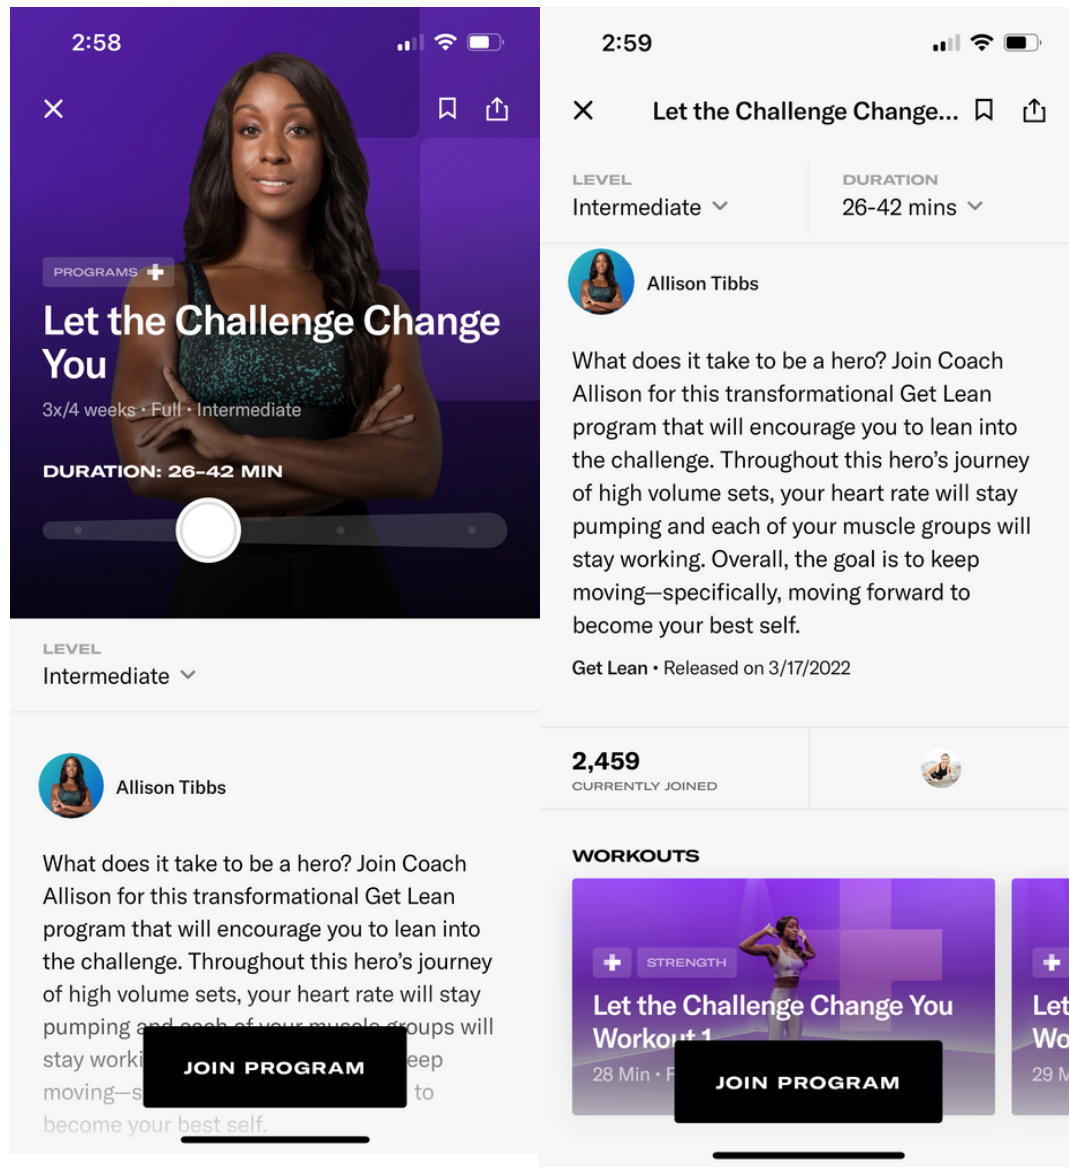 2:58
PROGRAMS
Let the Challenge Change
You
3x/4 weeks • Full • Intermediate
DURATION: 26-42 MIN
LEVEL
Intermediate
Allison Tibbs
What does it take to be a hero? Join Coach
Allison for this transformational Get Lean
program that will encourage you to lean into
the challenge. Throughout this hero's journey
of high volume sets, your heart rate will stay
pumping and each of your muscle groups will
stay worki eep
moving—s to
become your best self.
JOIN PROGRAM
2:59
Let the Challenge Change...
LEVEL
Intermediate
DURATION
26-42 mins
Allison Tibbs
What does it take to be a hero? Join Coach
Allison for this transformational Get Lean
program that will encourage you to lean into
the challenge. Throughout this hero's journey
of high volume sets, your heart rate will stay
pumping and each of your muscle groups will
stay working. Overall, the goal is to keep
moving—specifically, moving forward to
become your best self.
Get Lean • Released on 3/17/2022
2,459
CURRENTLY JOINED
WORKOUTS
STRENGTH
Let the Challenge Change You
Workout 1
28 Min • F
Let
Wo
29 M
JOIN PROGRAM